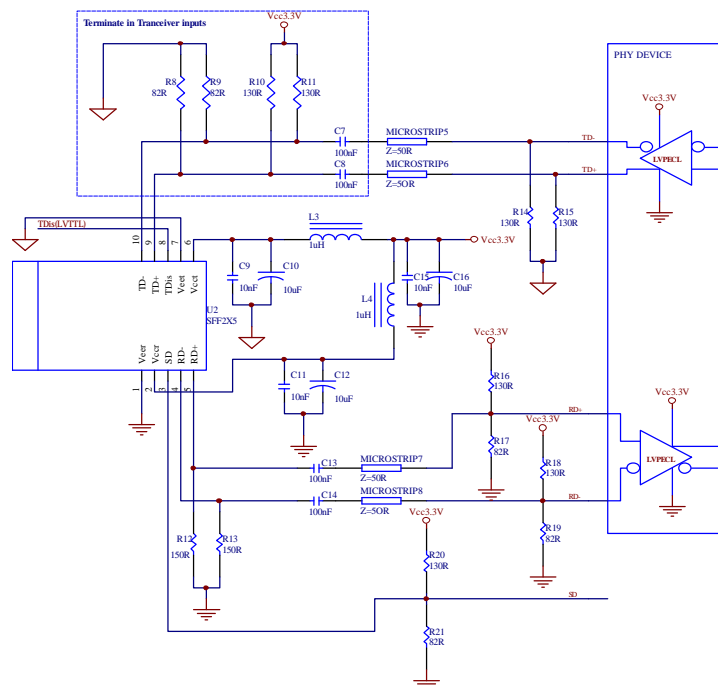 Terminate in Tranceiver inputs
Vcc3.3V
PHY DEVICE
R8
82R
R9
82R
R10
130R
R11
130R
Vcc3.3V
C7
100nF
MICROSTRIP5
Z=50R
TD-
LVPECL
C8
100nF
MICROSTRIP6
Z=5OR
TD+
R14
130R
R15
130R
TDis(LVTTL)
L3
1uH
Vcc3.3V
10
9
8
7
6
TD-
TD+
TDis
Veet
Vcct
C9
10nF
C10
10uF
C15
10nF
C16
10uF
L4
1uH
U2
SFF2X5
Veer
Vccr
SD
RD-
RD+
1
2
3
4
5
C11
10nF
C12
10uF
Vcc3.3V
R16
130R
Vcc3.3V
RD+
Vcc3.3V
R17
82R
LVPECL
C13
100nF
MICROSTRIP7
Z=50R
R18
130R
C14
100nF
MICROSTRIP8
Z=5OR
RD-
Vcc3.3V
R19
82R
R12
150R
R13
150R
R20
130R
SD
R21
82R